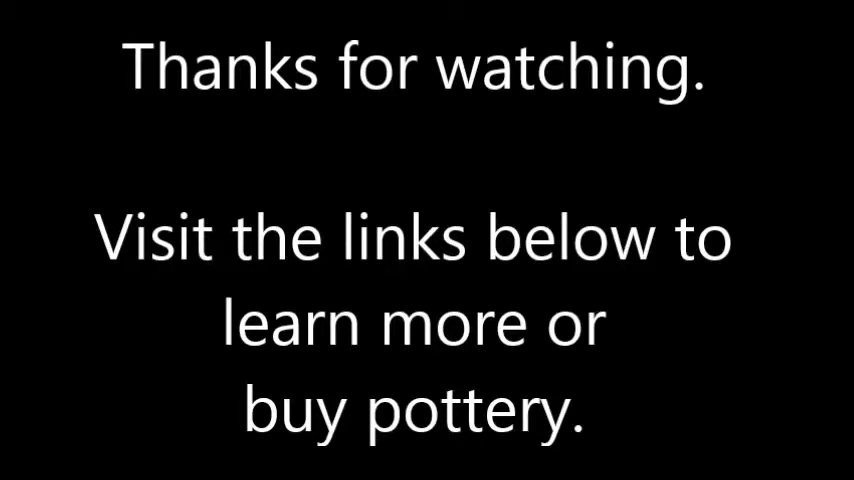 Thanks for watching.
Visit the links below to
learn more or
buy pottery.